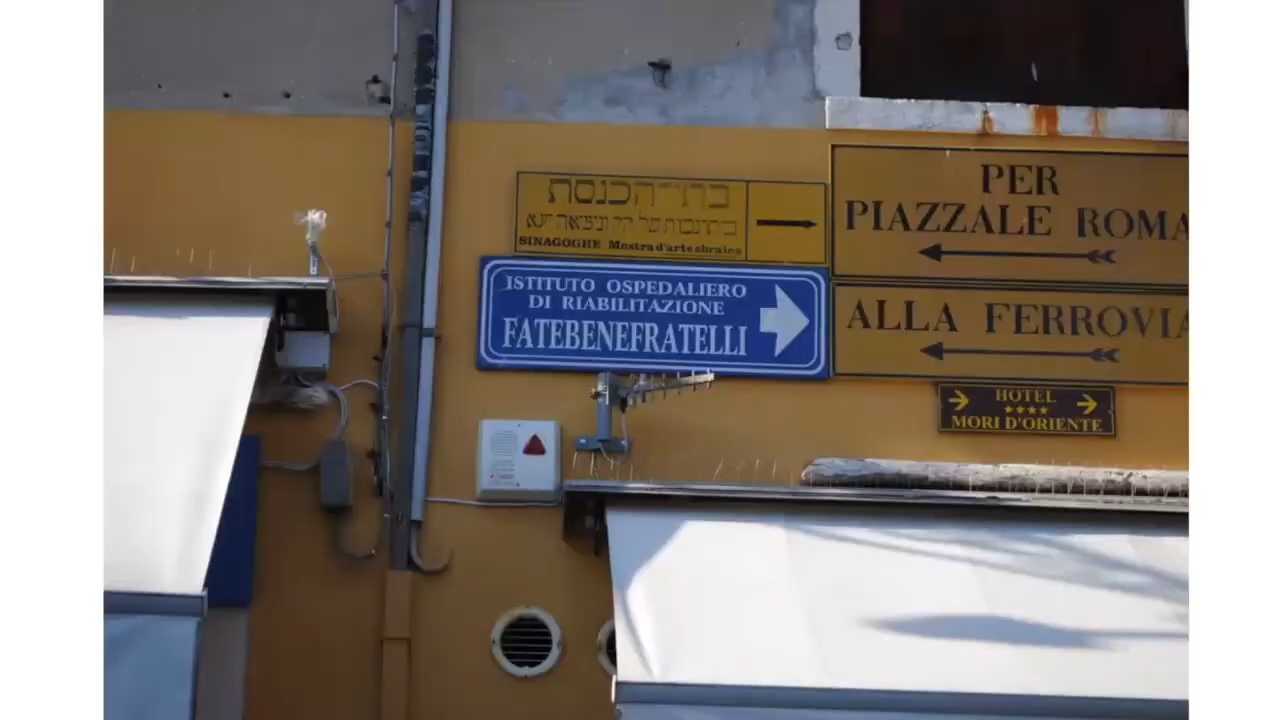 בתי־הכנסת
SINAGOGHE Mostra d'arte ebraica
PER
PIAZZALE ROMA
ISTITUTO OSPEDALIERO
DI RIABILITAZIONE
FATEBENEFRATELLI
ALLA FERROVIA
HOTEL
MORI D'ORIENTE